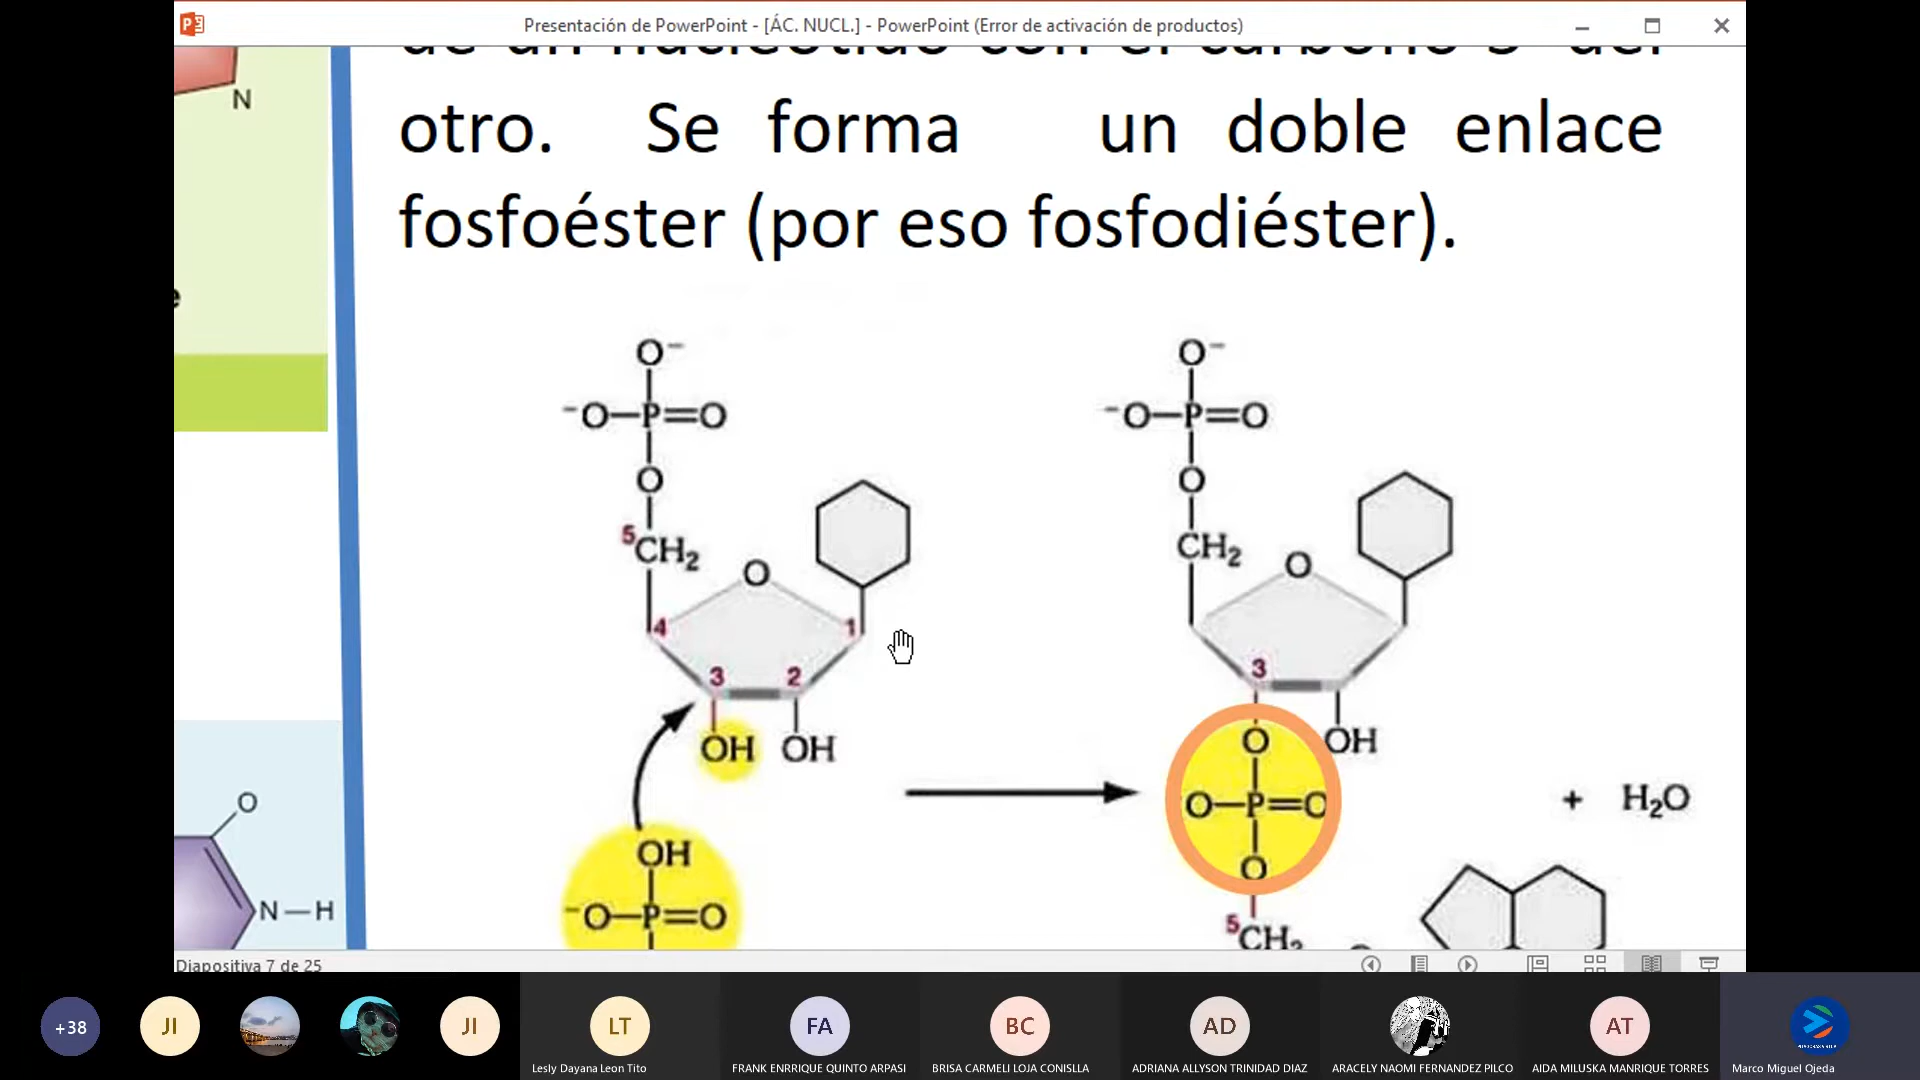 Presentación de PowerPoint - [ÁC. NUCL.] - PowerPoint (Error de activación de productos)
de un nucleótido con el carbono
otro. Se forma un doble enlace
fosfoéster (por eso fosfodiéster).
N
O⁻
⁻O—P=O
O
5
CH₂
O
4
1
3
2
OH
OH
OH
⁻O—P=O
O⁻
⁻O—P=O
O
CH₂
O
3
O
OH
O—P=O
O
5
CH₂
+ H₂O
O
N—H
Diapositiva 7 de 25
+38
JI
JI
LT
FA
BC
AD
AT
Lesly Dayana Leon Tito
FRANK ENRRIQUE QUINTO ARPASI
BRISA CARMELI LOJA CONISLLA
ADRIANA ALLYSON TRINIDAD DIAZ
ARACELY NAOMI FERNANDEZ PILCO
AIDA MILUSKA MANRIQUE TORRES
Marco Miguel Ojeda